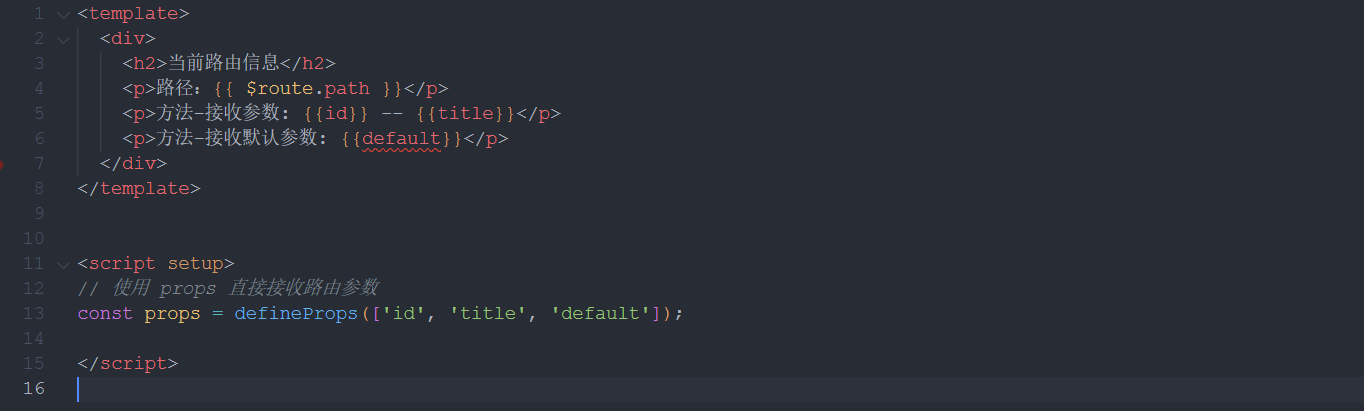 1 <template>
2 <div>
3 <h2>当前路由信息</h2>
4 <p>路径：{{ $route.path }}</p>
5 <p>方法-接收参数：{{id}} -- {{title}}</p>
6 <p>方法-接收默认参数：{{default}}</p>
7 </div>
8 </template>
9
10
11 <script setup>
12 // 使用 props 直接接收路由参数
13 const props = defineProps(['id', 'title', 'default']);
14
15 </script>
16